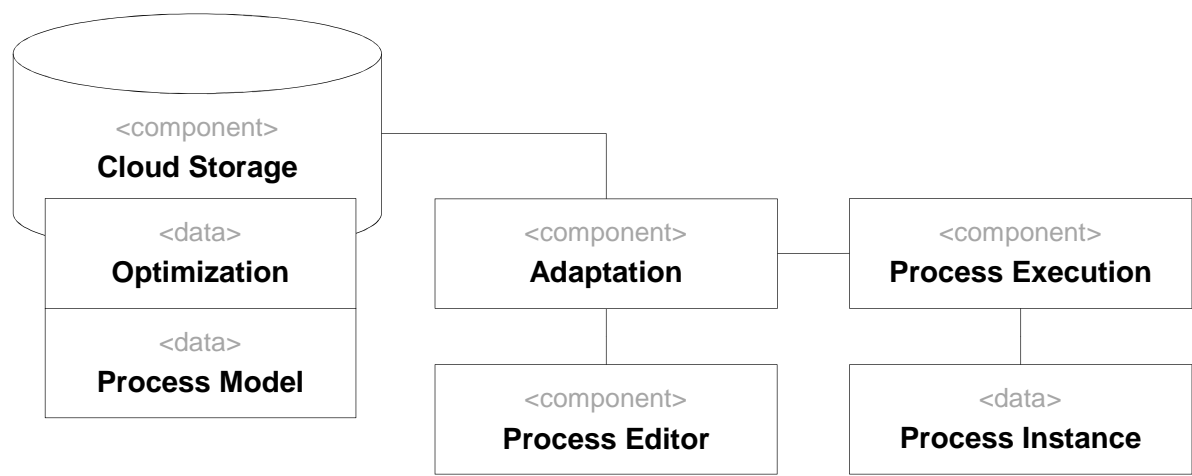 <component>
Cloud Storage
<data>
Optimization
<data>
Process Model
<component>
Adaptation
<component>
Process Execution
<component>
Process Editor
<data>
Process Instance